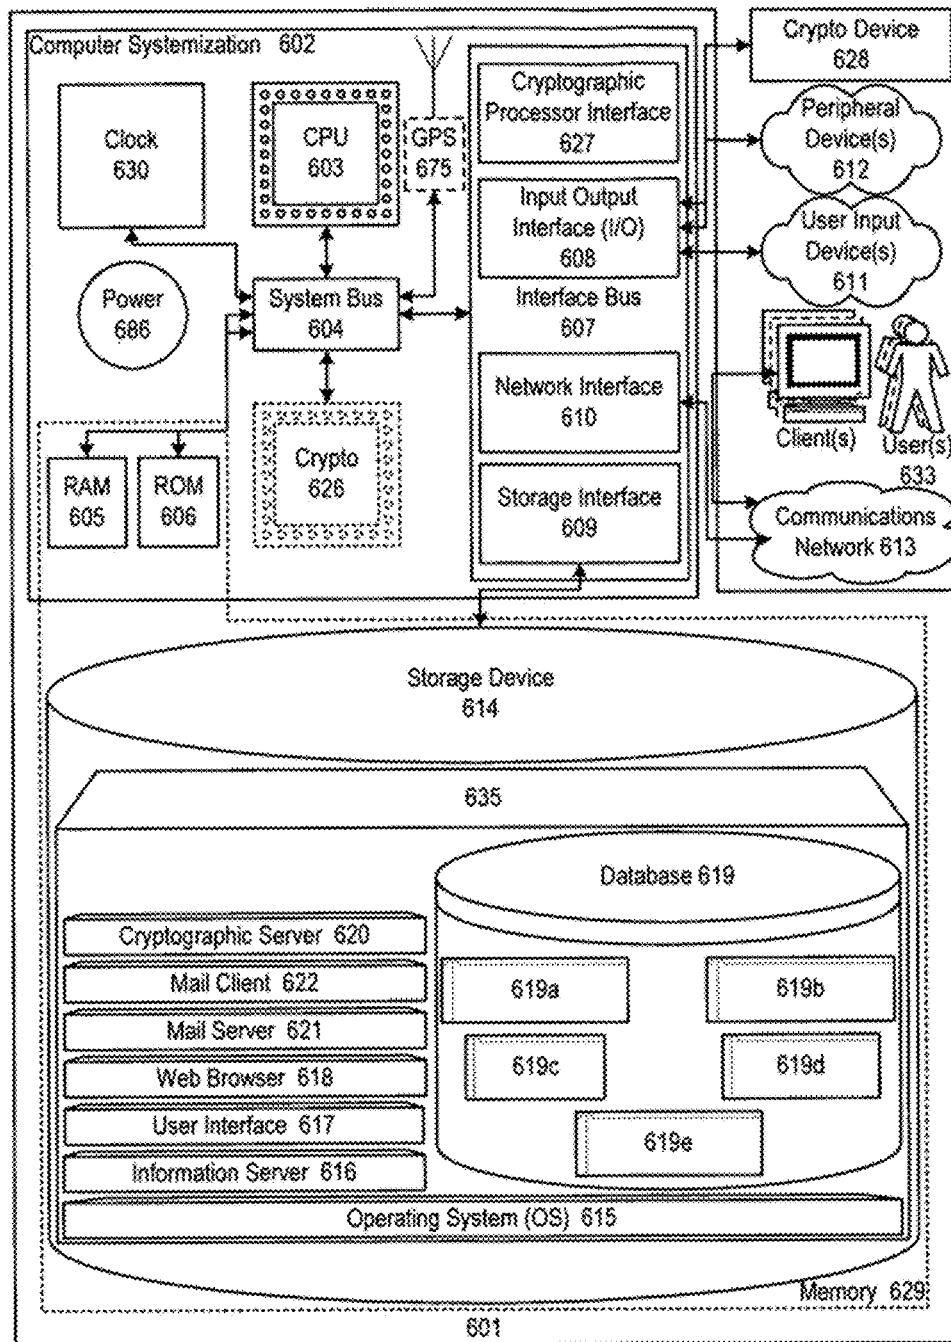 Computer Systemization 602
Clock
630
CPU
603
GPS
675
Power
686
System Bus
604
RAM
605
ROM
606
Crypto
626
Cryptographic
Processor Interface
627
Input Output
Interface (I/O)
608
Interface Bus
607
Network Interface
610
Storage Interface
609
Crypto Device
628
Peripheral
Device(s)
612
User Input
Device(s)
611
Client(s)
User(s)
633
Communications
Network 613
Storage Device
614
635
Database 619
619a
619b
619c
619d
619e
Cryptographic Server 620
Mail Client 622
Mail Server 621
Web Browser 618
User Interface 617
Information Server 616
Operating System (OS) 615
Memory 629
601